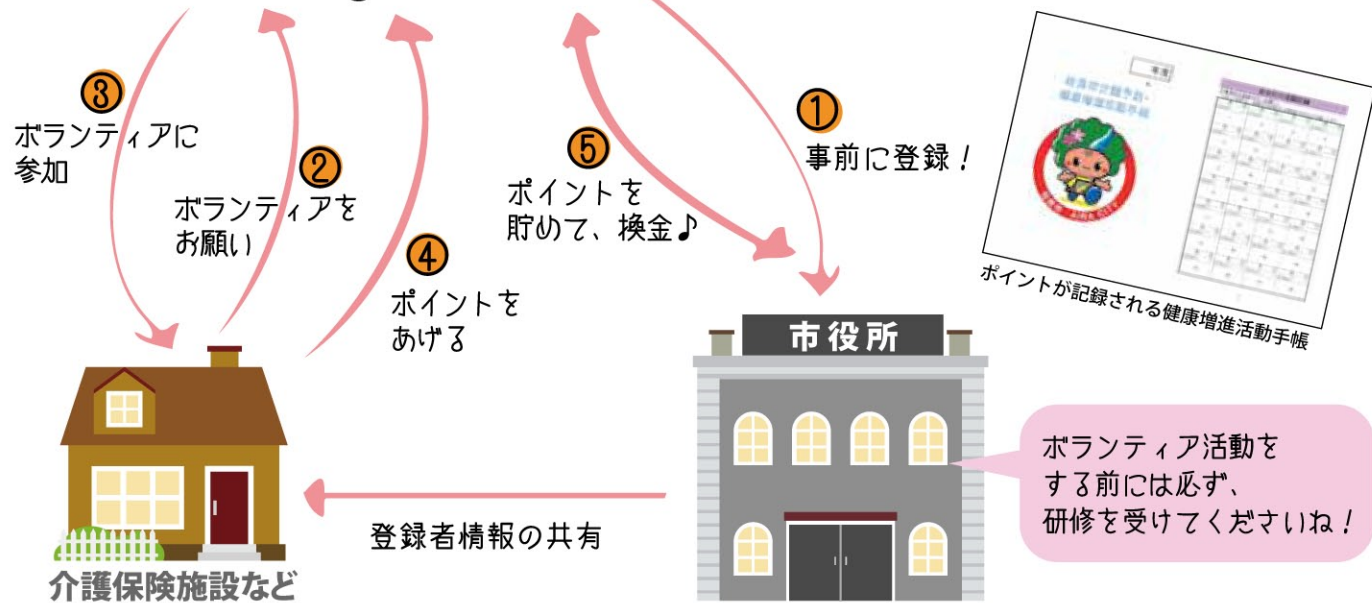 ③
ボランティアに
参加
②
ボランティアを
お願い
④
ポイントを
あげる
⑤
ポイントを
貯めて、換金♪
①
事前に登録！
年度
ポイントが記録される健康増進活動手帳
市役所
ボランティア活動を
する前には必ず、
研修を受けてくださいね！
登録者情報の共有
介護保険施設など